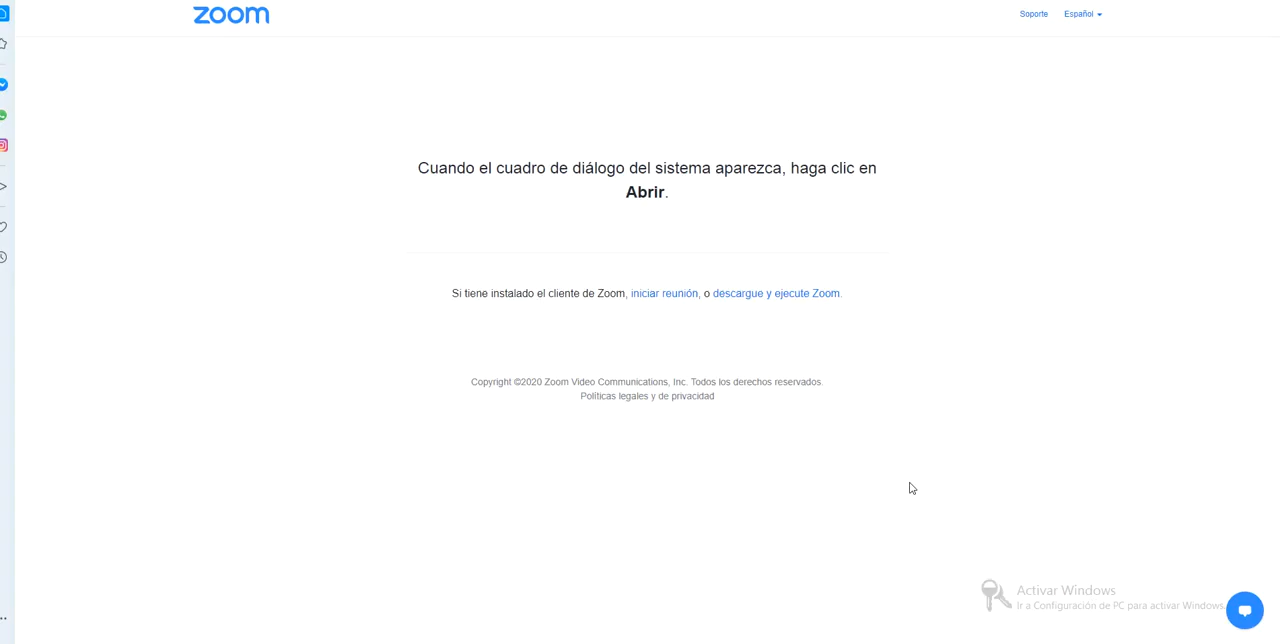 zoom
Soporte
Español
Cuando el cuadro de diálogo del sistema aparezca, haga clic en
Abrir.
Si tiene instalado el cliente de Zoom, iniciar reunión, o descargue y ejecute Zoom.
Copyright ©2020 Zoom Video Communications, Inc. Todos los derechos reservados.
Políticas legales y de privacidad
Activar Windows
Ir a Configuración de PC para activar Windows.